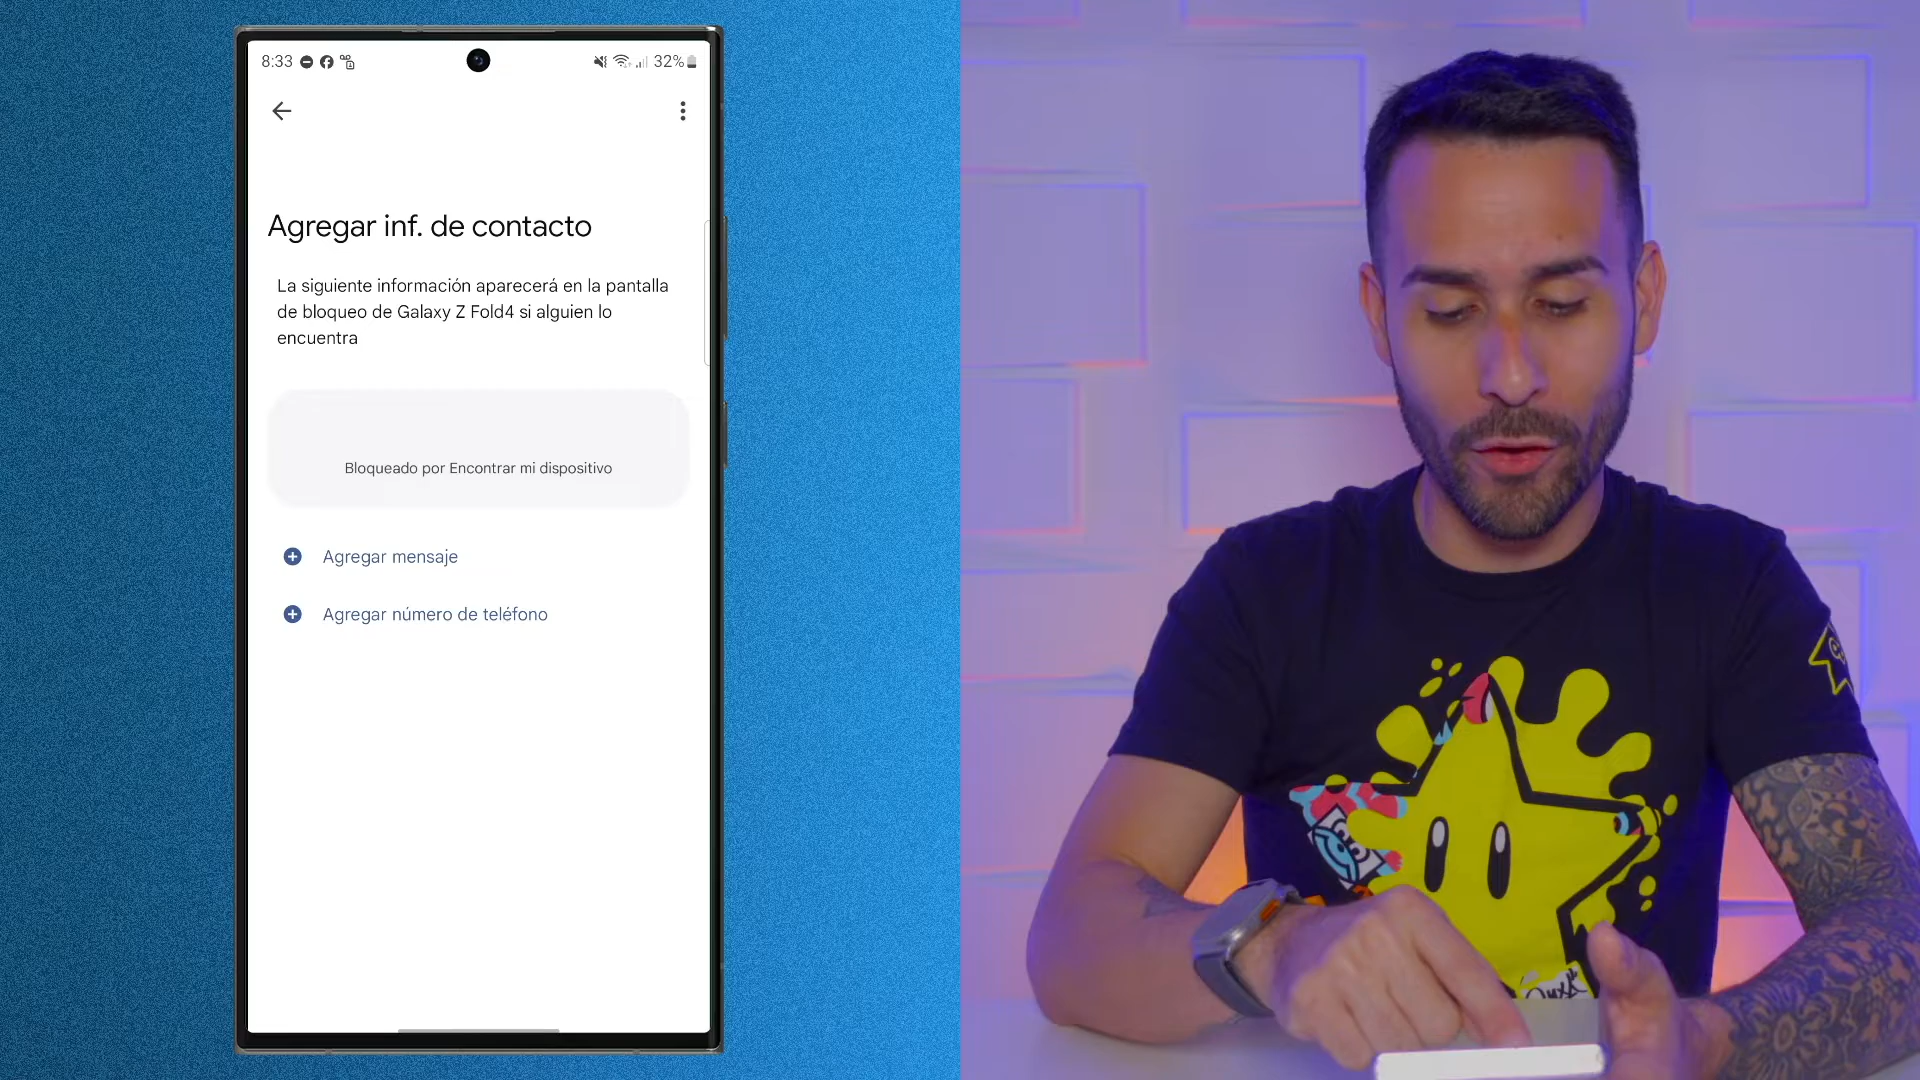 8:33
32%
Agregar inf. de contacto
La siguiente información aparecerá en la pantalla
de bloqueo de Galaxy Z Fold4 si alguien lo
encuentra
Bloqueado por Encontrar mi dispositivo
Agregar mensaje
Agregar número de teléfono